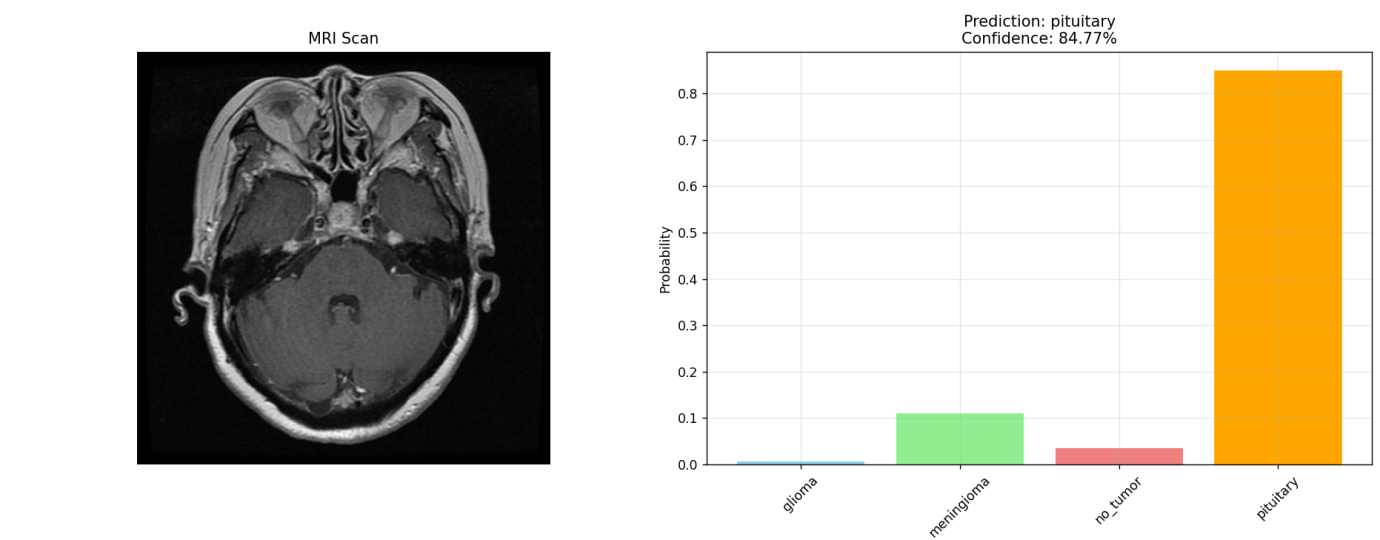 MRI Scan
Prediction: pituitary
Confidence: 84.77%
Probability
0.8
0.7
0.6
0.5
0.4
0.3
0.2
0.1
0.0
glioma
meningioma
no_tumor
pituitary